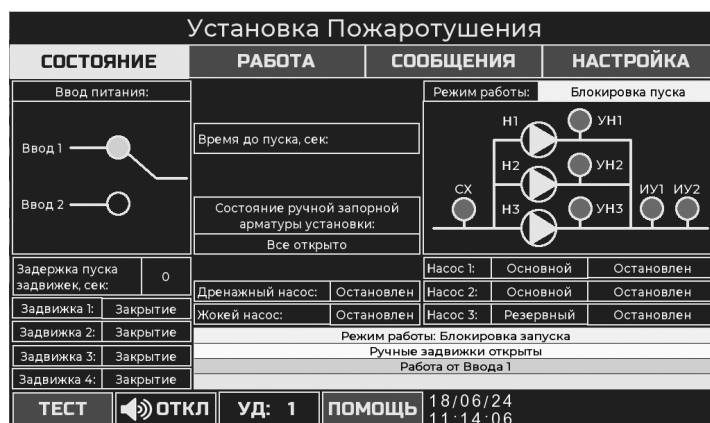 Установка Пожаротушения
СОСТОЯНИЕ
РАБОТА
СООБЩЕНИЯ
НАСТРОЙКА
Ввод питания:
Ввод 1
Ввод 2
Время до пуска, сек:
Состояние ручной запорной
арматуры установки:
Все открыто
Режим работы:
Блокировка пуска
Н1
УН1
Н2
УН2
СХ
ИУ1
ИУ2
Н3
УН3
Задержка пуска
задвижек, сек:
0
Задвижка 1:
Закрытие
Задвижка 2:
Закрытие
Задвижка 3:
Закрытие
Задвижка 4:
Закрытие
Дренажный насос:
Остановлен
Жокей насос:
Остановлен
Насос 1:
Основной
Остановлен
Насос 2:
Основной
Остановлен
Насос 3:
Резервный
Остановлен
Режим работы: Блокировка запуска
Ручные задвижки открыты
Работа от Ввода 1
ТЕСТ
ОТКЛ
УД: 1
ПОМОЩЬ
18/06/24
11:14:06